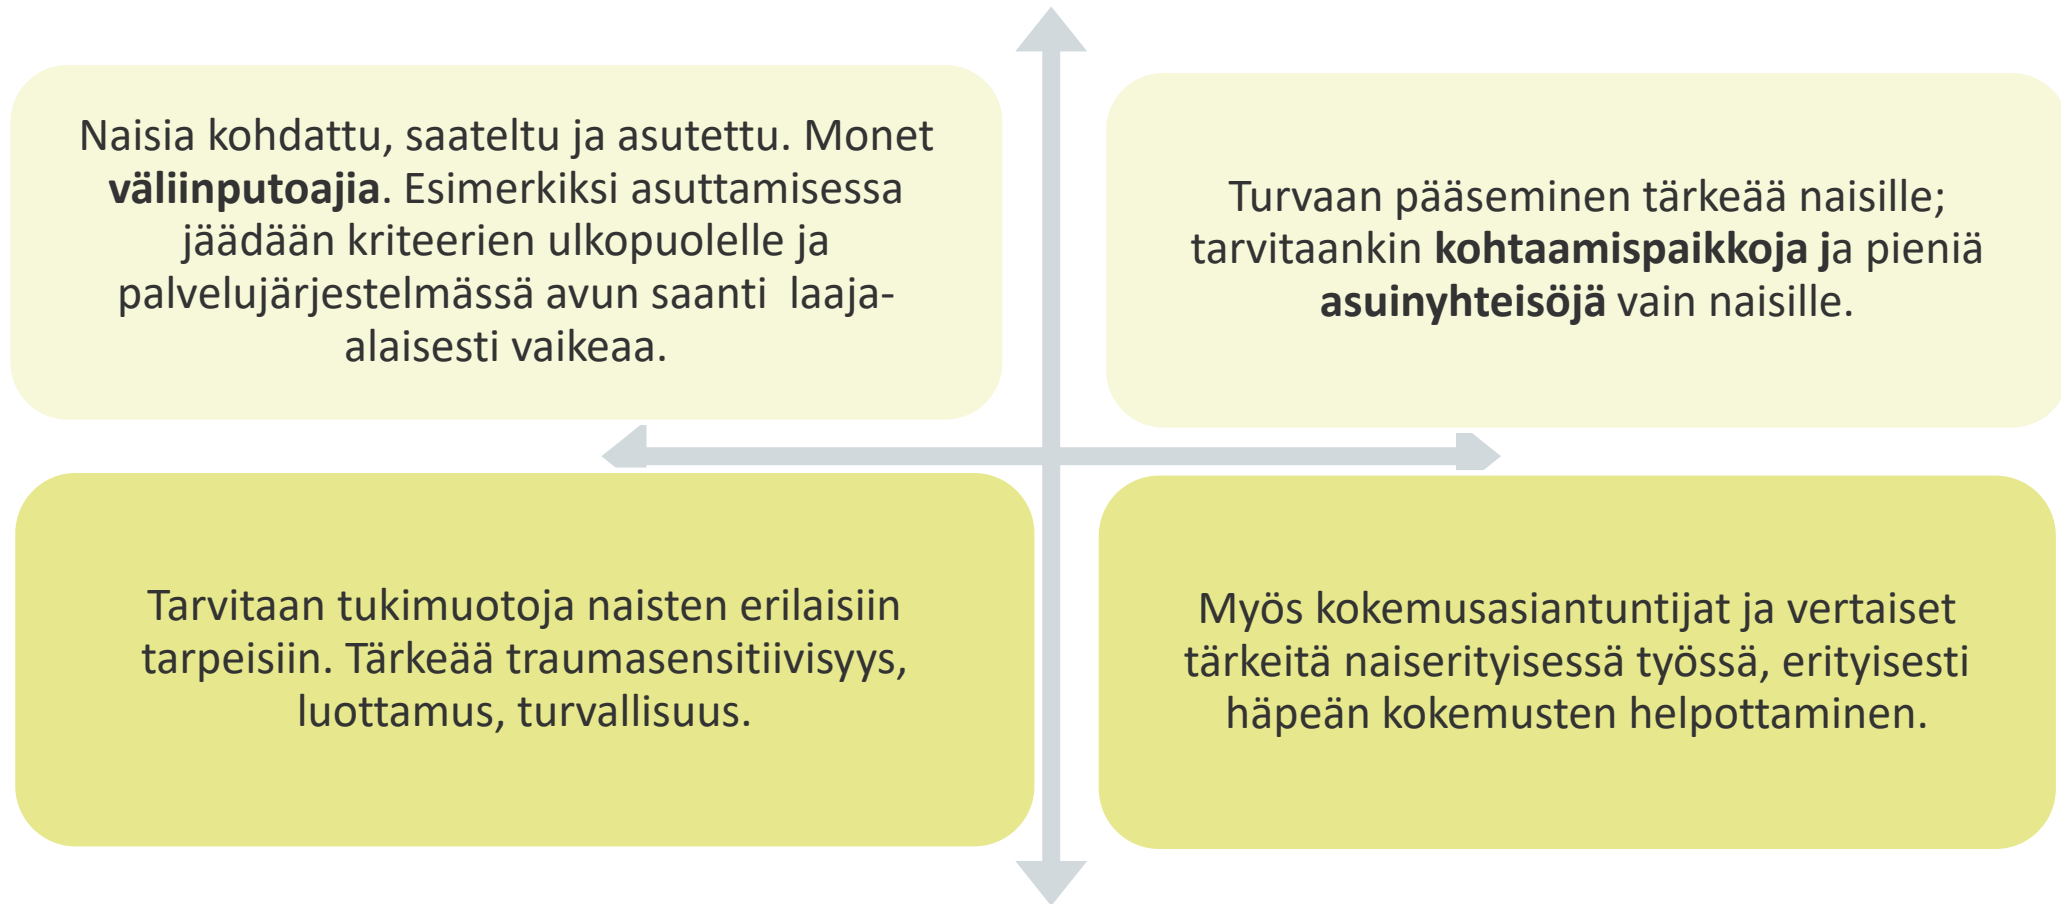 Naisia kohdattu, saateltu ja asutettu. Monet
väliinputoajia. Esimerkiksi asuttamisessa
jäädään kriteerien ulkopuolelle ja
palvelujärjestelmässä avun saanti  laaja-
alaisesti vaikeaa.
Turvaan pääseminen tärkeää naisille;
tarvitaankin kohtaamispaikkoja ja pieniä
asuinyhteisöjä vain naisille.
Tarvitaan tukimuotoja naisten erilaisiin
tarpeisiin. Tärkeää traumasensitiivisyys,
luottamus, turvallisuus.
Myös kokemusasiantuntijat ja vertaiset
tärkeitä naiserityisessä työssä, erityisesti
häpeän kokemusten helpottaminen.